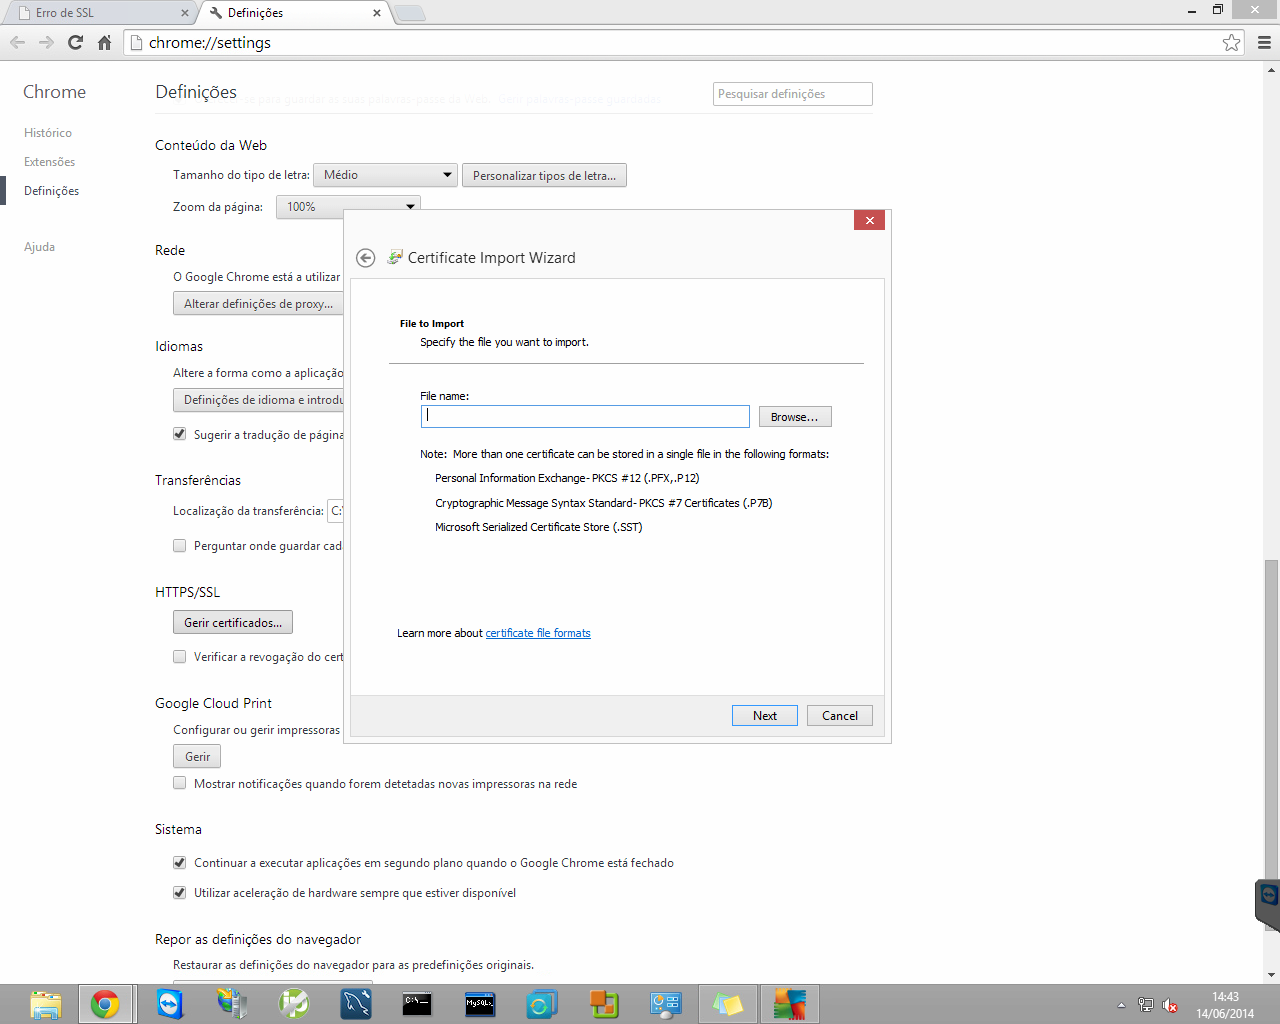 Erro de SSL
Definições
chrome://settings
Chrome
Definições
Pesquisar definições
Histórico
Extensões
Definições
Ajuda
Conteúdo da Web
Tamanho do tipo de letra: Médio Personalizar tipos de letra...
Zoom da página: 100%
Rede
O Google Chrome está a utilizar
Alterar definições de proxy...
Idiomas
Altere a forma como a aplicação
Definições de idioma e introdu
Sugerir a tradução de página
Transferências
Localização da transferência: C:
Perguntar onde guardar cad
HTTPS/SSL
Gerir certificados...
Verificar a revogação do cert
Google Cloud Print
Configurar ou gerir impressoras
Gerir
Mostrar notificações quando forem detetadas novas impressoras na rede
Sistema
Continuar a executar aplicações em segundo plano quando o Google Chrome está fechado
Utilizar aceleração de hardware sempre que estiver disponível
Repor as definições do navegador
Restaurar as definições do navegador para as predefinições originais.
Certificate Import Wizard
File to Import
Specify the file you want to import.
File name:
Browse...
Note: More than one certificate can be stored in a single file in the following formats:
Personal Information Exchange- PKCS #12 (.PFX,.P12)
Cryptographic Message Syntax Standard- PKCS #7 Certificates (.P7B)
Microsoft Serialized Certificate Store (.SST)
Learn more about certificate file formats
Next
Cancel
C:\_
MySQL
14:43
14/06/2014